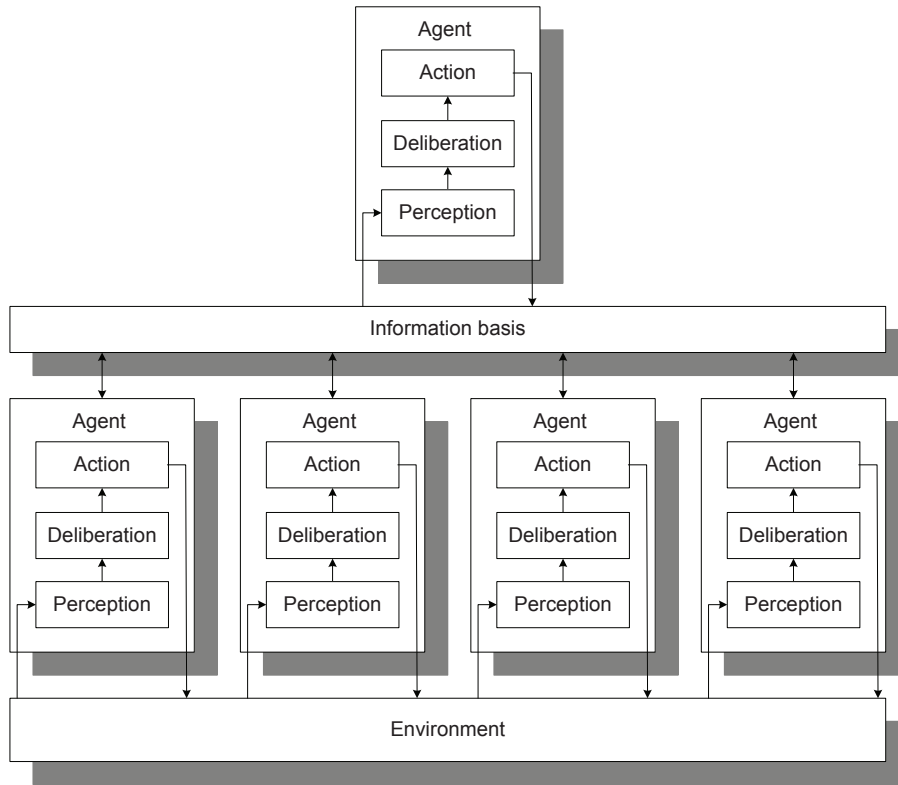 Agent
Action
Deliberation
Perception
Information basis
Agent
Action
Deliberation
Perception
Agent
Action
Deliberation
Perception
Agent
Action
Deliberation
Perception
Agent
Action
Deliberation
Perception
Environment